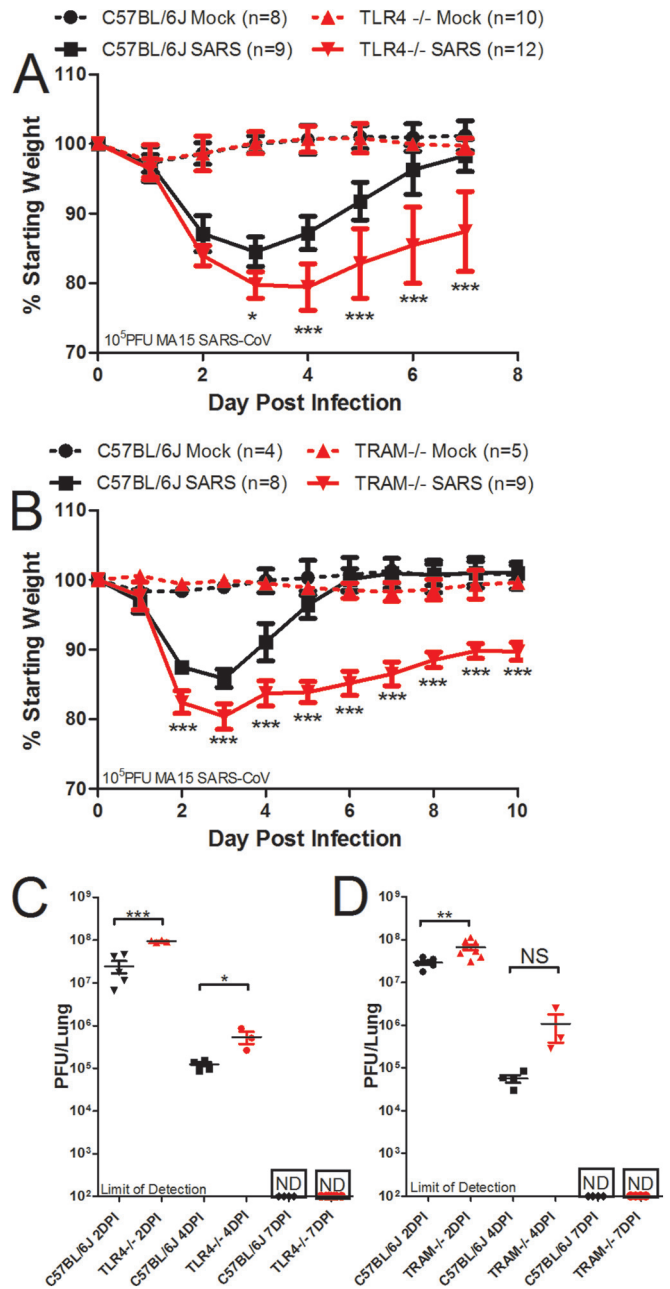 C57BL/6J Mock (n=8) TLR4 -/- Mock (n=10)
C57BL/6J SARS (n=9) TLR4-/- SARS (n=12)
A
110
100
90
80
70
% Starting Weight
* *** *** *** ***
10⁵PFU MA15 SARS-CoV
0 2 4 6 8
Day Post Infection
C57BL/6J Mock (n=4) TRAM-/- Mock (n=5)
C57BL/6J SARS (n=8) TRAM-/- SARS (n=9)
B
110
100
90
80
70
% Starting Weight
*** *** *** *** *** *** *** *** ***
10⁵PFU MA15 SARS-CoV
0 2 4 6 8 10
Day Post Infection
C
PFU/Lung
10⁹
10⁸
10⁷
10⁶
10⁵
10⁴
10³
10²
***
*
ND ND
Limit of Detection
C57BL/6J 2DPI
TLR4-/- 2DPI
C57BL/6J 4DPI
TLR4-/- 4DPI
C57BL/6J 7DPI
TLR4-/- 7DPI
D
PFU/Lung
10⁹
10⁸
10⁷
10⁶
10⁵
10⁴
10³
10²
**
NS
ND ND
Limit of Detection
C57BL/6J 2DPI
TRAM-/- 2DPI
C57BL/6J 4DPI
TRAM-/- 4DPI
C57BL/6J 7DPI
TRAM-/- 7DPI